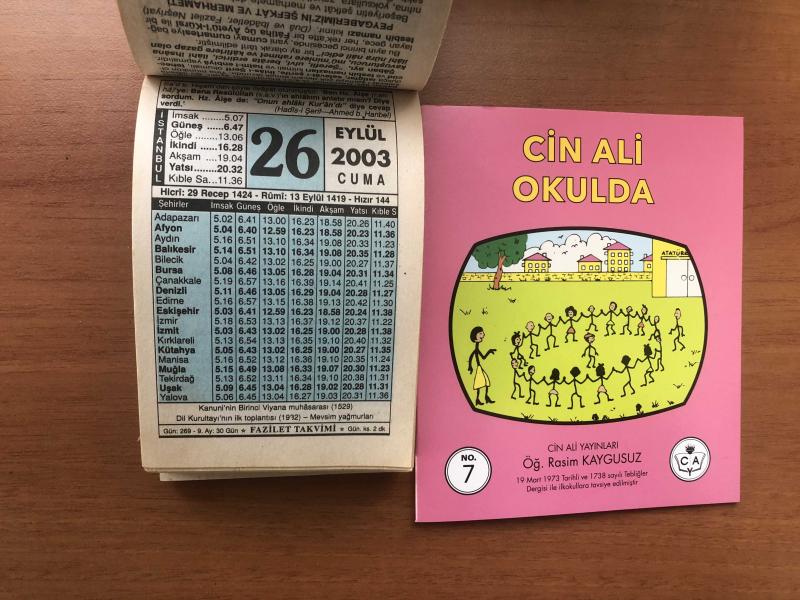 PEYGABERİMİZİN ŞEFKÂT VE MERHAMETİ
sordum. Hz. Âişe de: "Onun ahlâkı Kur'ân'dı" diye cevap
verdi.
(Hadîs-i Şerîf—Ahmed b. Hanbel)
İSTANBUL
İmsak ........5.07
Güneş ......6.47
Öğle ........13.06
İkindi ......16.28
Akşam ....19.04
Yatsı........20.32
Kıble Sa...11.36
26
EYLÜL
2003
CUMA
Hicrî: 29 Recep 1424 - Rûmî: 13 Eylül 1419 - Hızır 144
Şehirler İmsak Güneş Öğle İkindi Akşam Yatsı Kıble S
Adapazarı 5.02 6.41 13.00 16.23 18.58 20.26 11.40
Afyon 5.04 6.40 12.59 16.23 18.58 20.23 11.36
Aydın 5.16 6.51 13.10 16.34 19.08 20.33 11.23
Balıkesir 5.14 6.51 13.10 16.34 19.08 20.35 11.28
Bilecik 5.04 6.42 13.02 16.25 19.00 20.27 11.37
Bursa 5.08 6.46 13.05 16.28 19.04 20.31 11.34
Çanakkale 5.19 6.57 13.16 16.39 19.14 20.41 11.25
Denizli 5.11 6.46 13.05 16.29 19.04 20.28 11.27
Edirne 5.16 6.57 13.15 16.38 19.13 20.42 11.30
Eskişehir 5.03 6.41 12.59 16.23 18.58 20.24 11.38
İzmir 5.18 6.53 13.13 16.37 19.12 20.37 11.22
İzmit 5.03 6.43 13.02 16.25 19.00 20.28 11.38
Kırklareli 5.13 6.54 13.13 16.35 19.10 20.40 11.32
Kütahya 5.05 6.43 13.02 16.25 19.00 20.27 11.35
Manisa 5.16 6.52 13.12 16.36 19.10 20.35 11.24
Muğla 5.15 6.49 13.08 16.33 19.07 20.30 11.23
Tekirdağ 5.13 6.52 13.11 16.34 19.10 20.38 11.31
Uşak 5.09 6.45 13.04 16.28 19.02 20.28 11.31
Yalova 5.06 6.45 13.04 16.27 19.03 20.31 11.36
Kanuni'nin Birinci Viyana muhâsarası (1529)
Dil Kurultayı'nın ilk toplantısı (1932) – Mevsim yağmurları
Gün: 269 - 9. Ay: 30 Gün ★ FAZİLET TAKVİMİ ★ Gün. ks. 2 dk
CİN ALİ
OKULDA
ATATÜRK
CİN ALİ YAYINLARI
Öğ. Rasim KAYGUSUZ
19 Mart 1973 Tarihli ve 1738 sayılı Tebliğler
Dergisi ile ilkokullara tavsiye edilmiştir
NO.
7
C A
Y